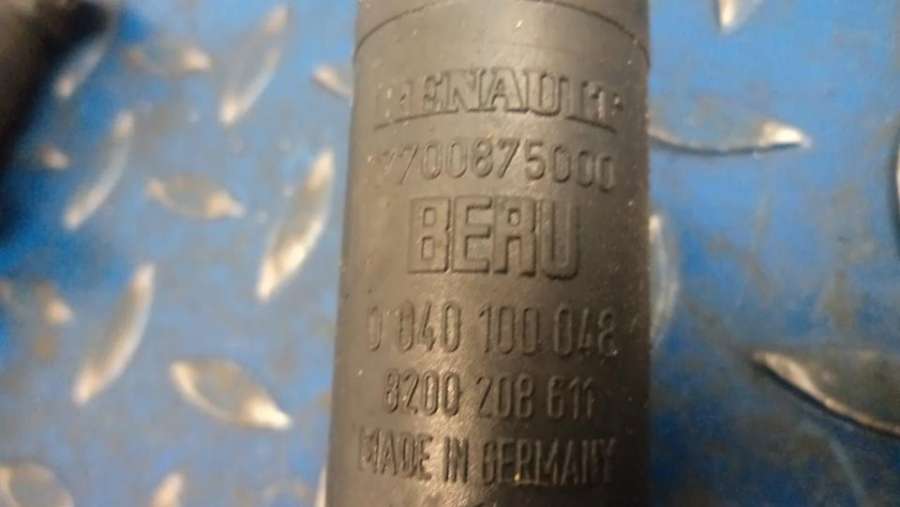 RENAULT
7700875000
BERU
0 040 100 048
8200 208 611
MADE IN GERMANY